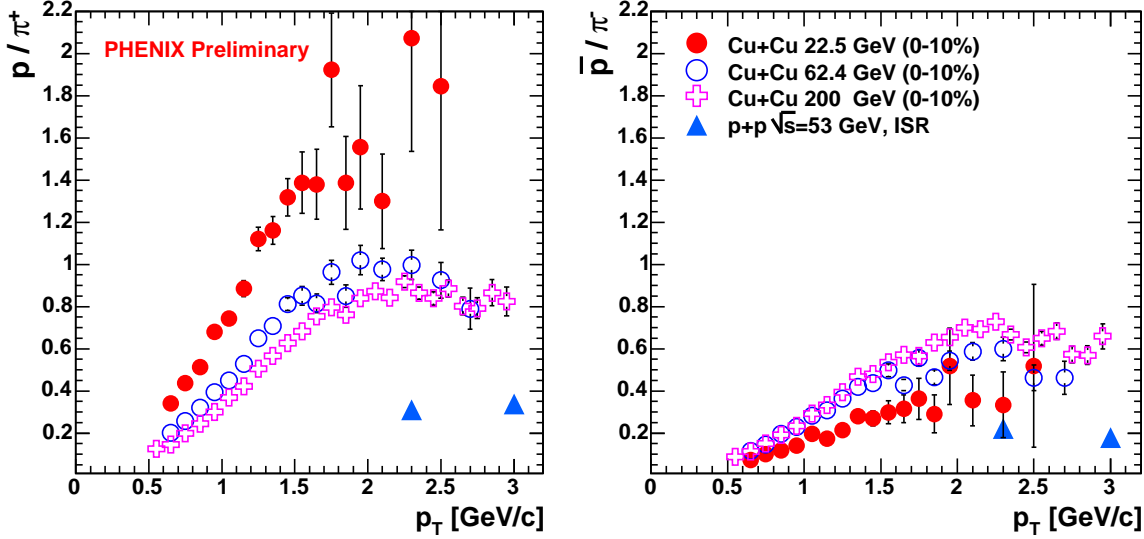 p / π⁺
2.2
2
1.8
1.6
1.4
1.2
1
0.8
0.6
0.4
0.2
PHENIX Preliminary
0 0.5 1 1.5 2 2.5 3
p_T [GeV/c]
p̅ / π⁻
2.2
2
1.8
1.6
1.4
1.2
1
0.8
0.6
0.4
0.2
Cu+Cu 22.5 GeV (0-10%)
Cu+Cu 62.4 GeV (0-10%)
Cu+Cu 200 GeV (0-10%)
p+p √s=53 GeV, ISR
0 0.5 1 1.5 2 2.5 3
p_T [GeV/c]